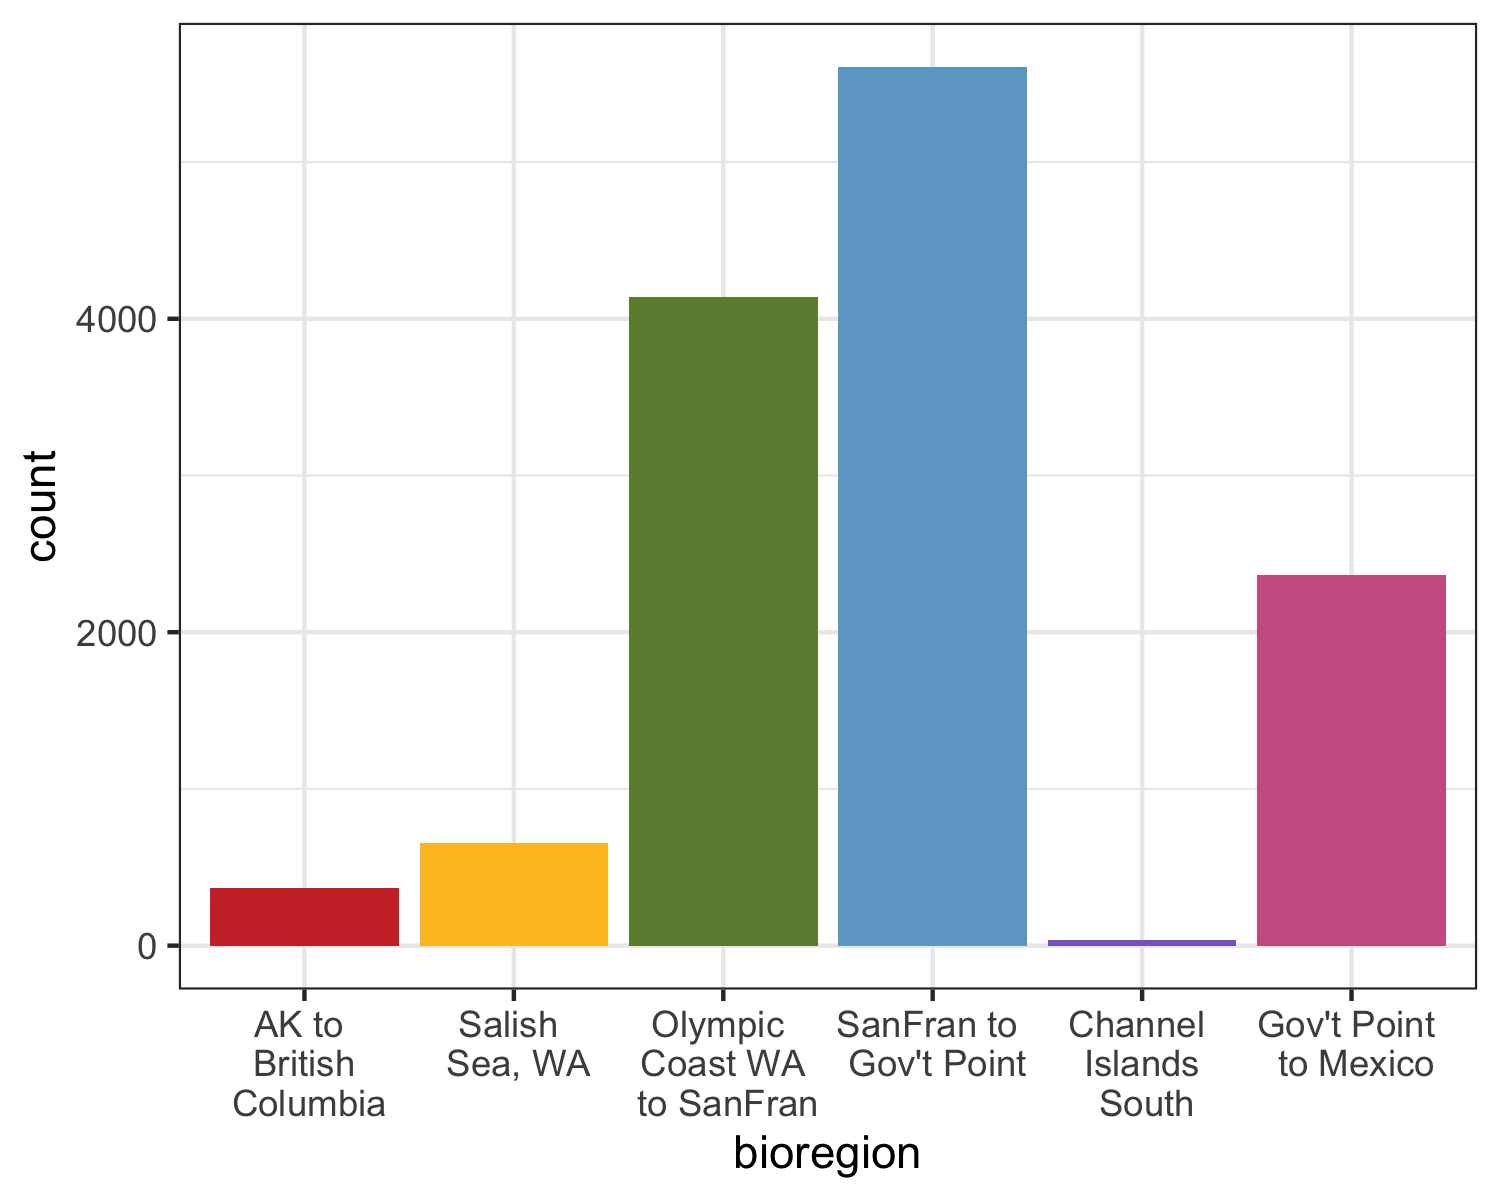 count
4000
2000
0
AK to
British
Columbia
Salish
Sea, WA
Olympic
Coast WA
to SanFran
SanFran to
Gov't Point
Channel
Islands
South
Gov't Point
to Mexico
bioregion